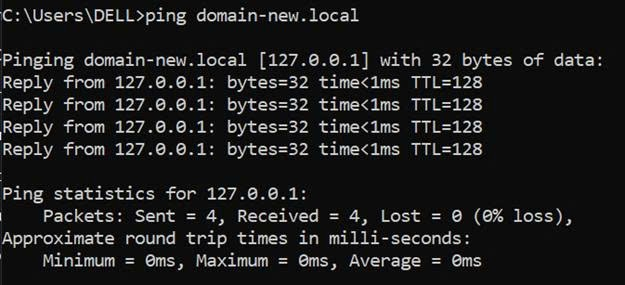 C:\Users\DELL>ping domain-new.local
Pinging domain-new.local [127.0.0.1] with 32 bytes of data:
Reply from 127.0.0.1: bytes=32 time<1ms TTL=128
Reply from 127.0.0.1: bytes=32 time<1ms TTL=128
Reply from 127.0.0.1: bytes=32 time<1ms TTL=128
Reply from 127.0.0.1: bytes=32 time<1ms TTL=128
Ping statistics for 127.0.0.1:
    Packets: Sent = 4, Received = 4, Lost = 0 (0% loss),
Approximate round trip times in milli-seconds:
    Minimum = 0ms, Maximum = 0ms, Average = 0ms